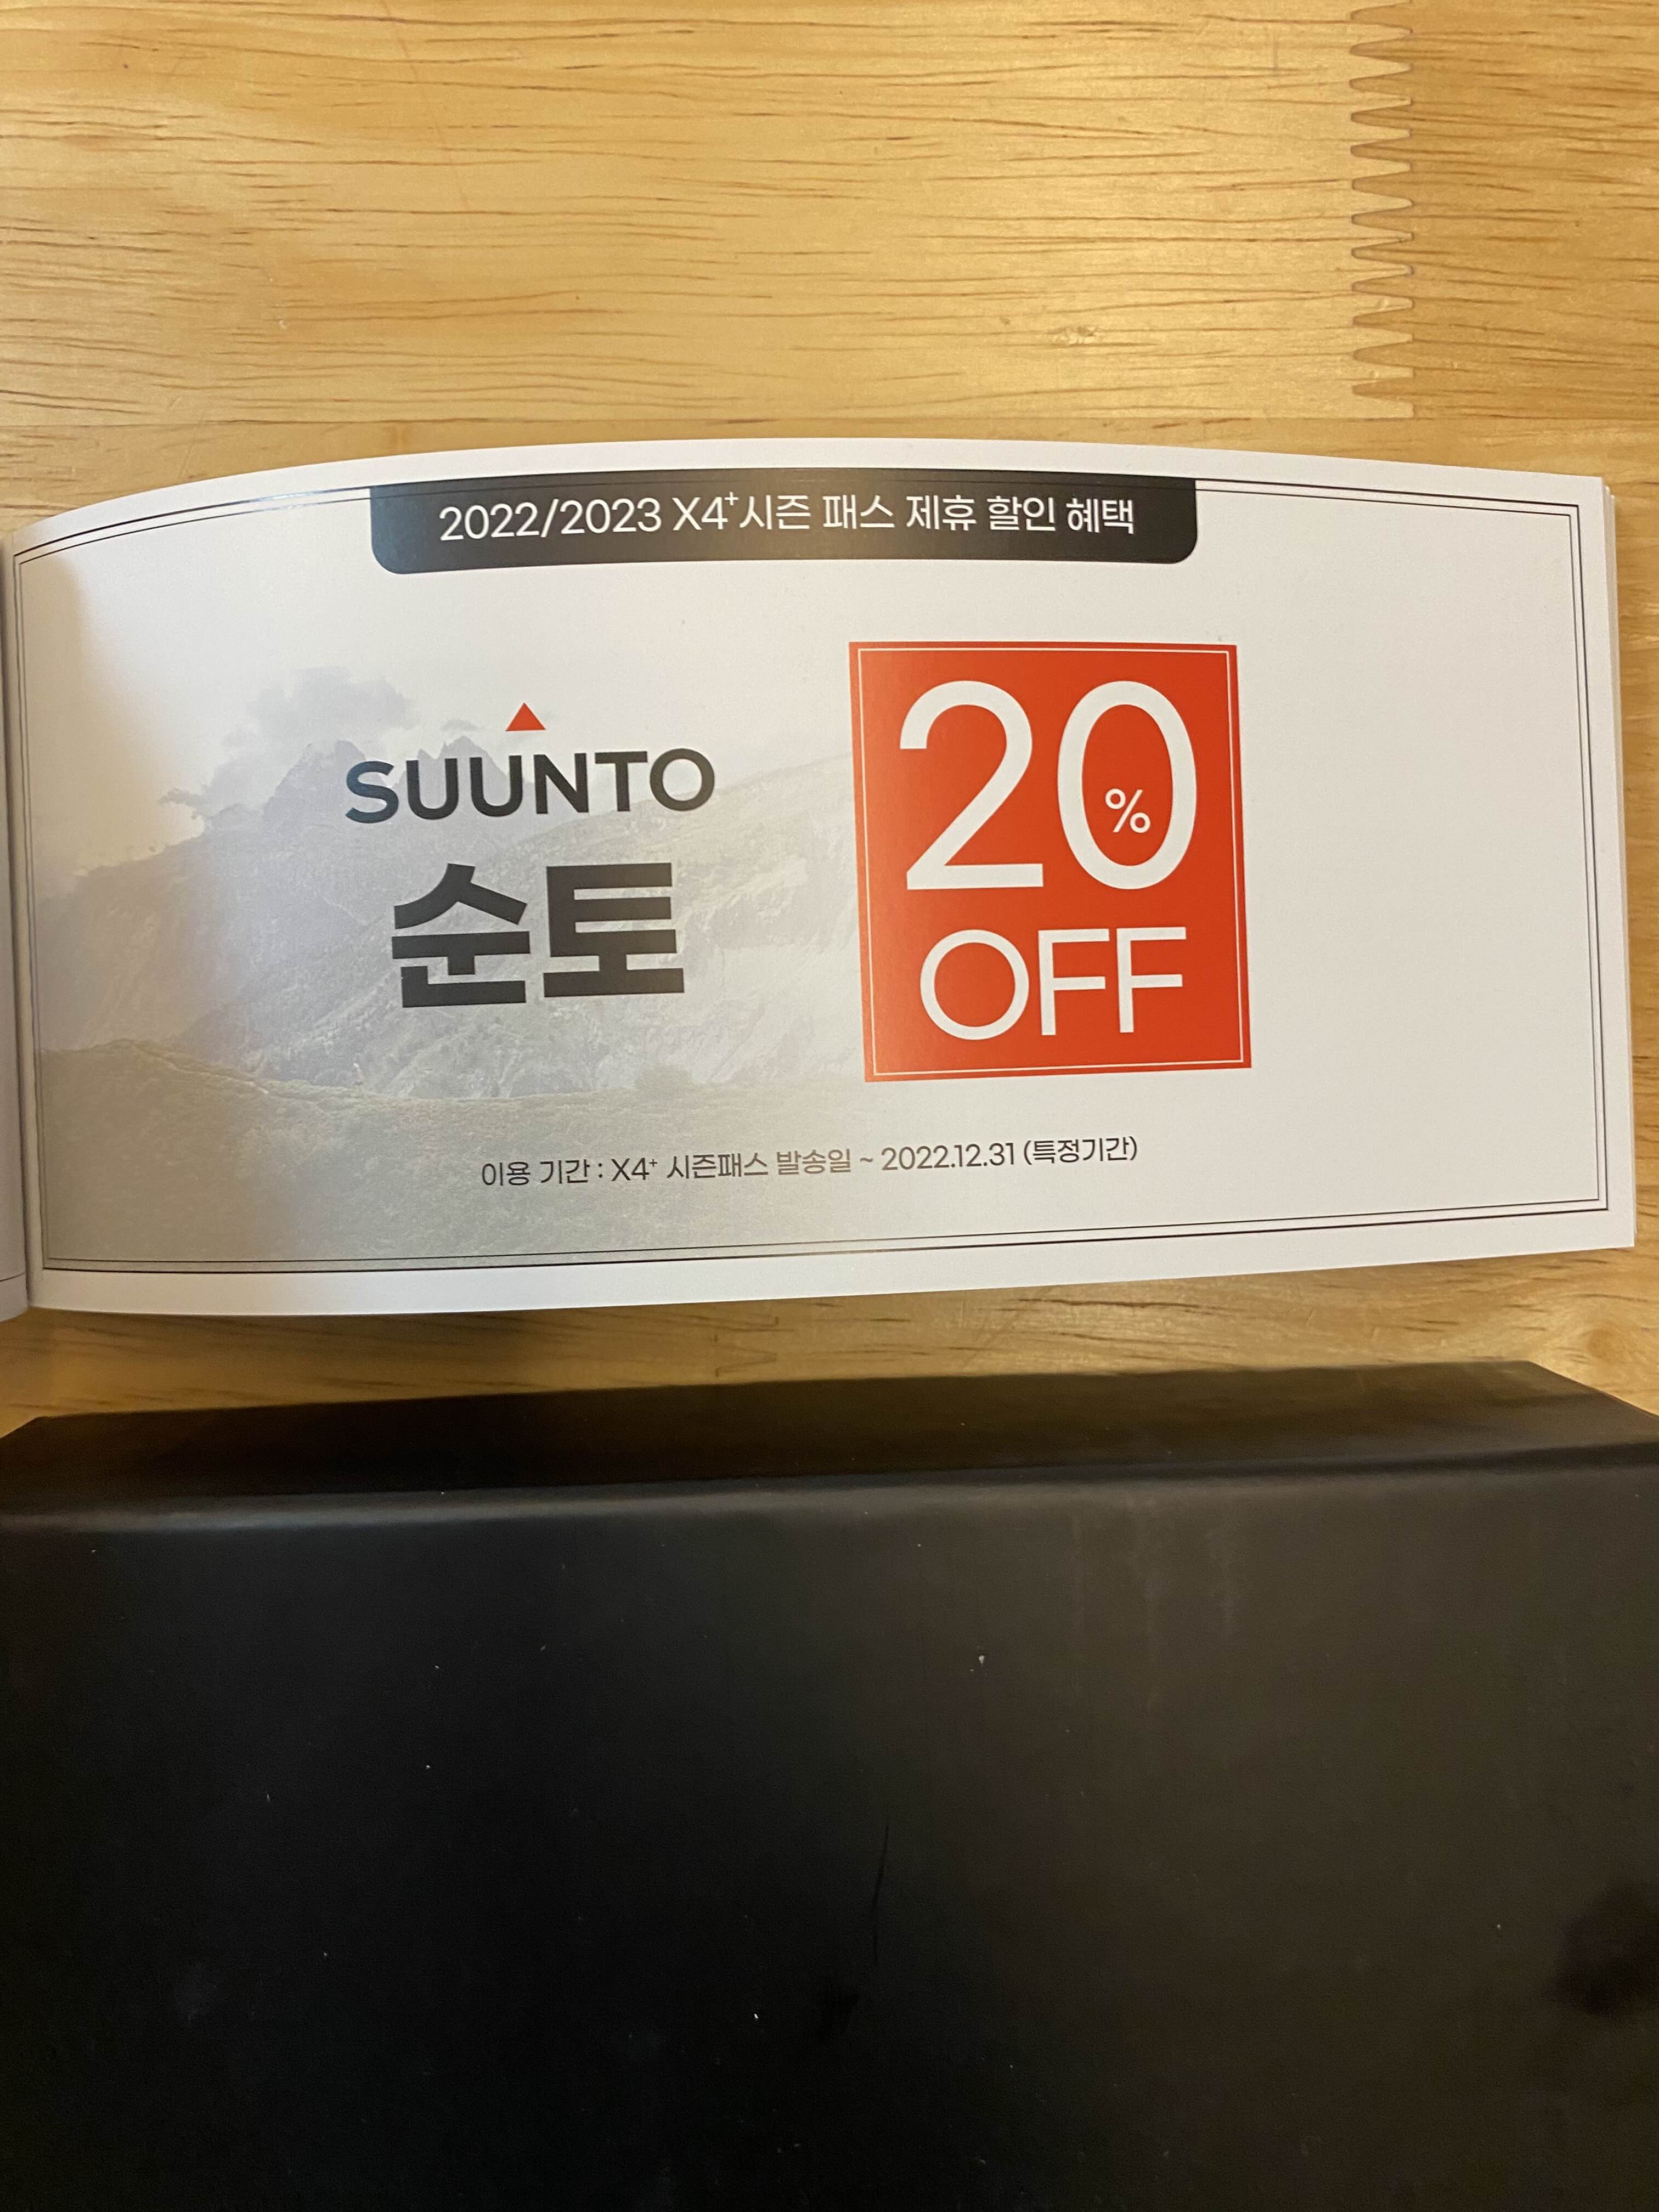 2022/2023 X4⁺시즌 패스 제휴 할인 혜택
SUUNTO
순토
20%
OFF
이용 기간 : X4⁺ 시즌패스 발송일 ~ 2022.12.31 (특정기간)